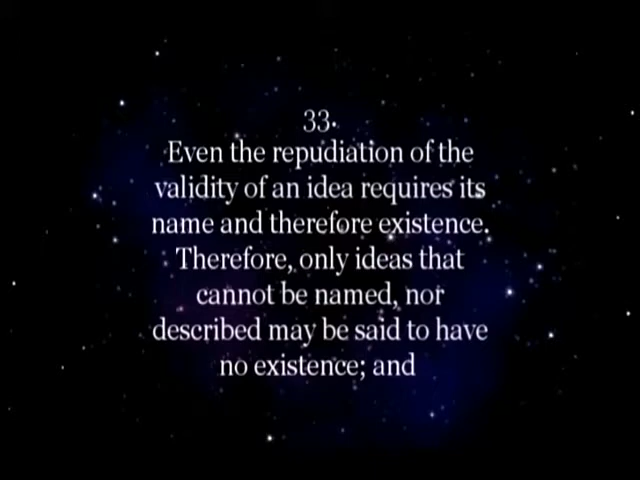 33.
Even the repudiation of the
validity of an idea requires its
name and therefore existence.
Therefore, only ideas that
cannot be named, nor
described may be said to have
no existence; and